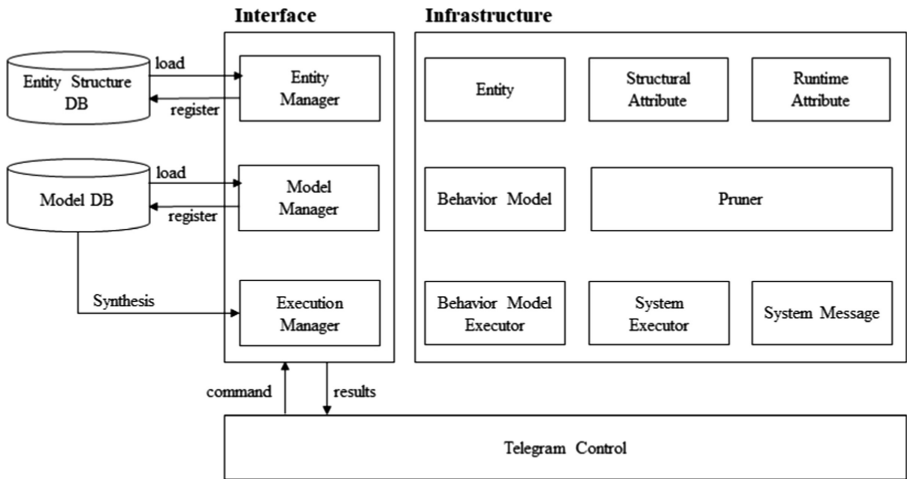 Interface
Infrastructure
load
Entity Structure
DB
register
Entity
Manager
Entity
Structural
Attribute
Runtime
Attribute
load
Model DB
register
Model
Manager
Behavior Model
Pruner
Synthesis
Execution
Manager
Behavior Model
Executor
System
Executor
System Message
command
results
Telegram Control